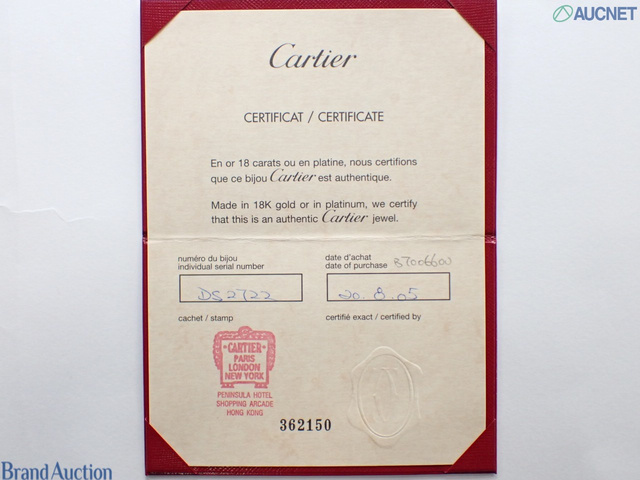 AUCNET
Cartier
CERTIFICAT / CERTIFICATE
En or 18 carats ou en platine, nous certifions
que ce bijou Cartier est authentique.
Made in 18K gold or in platinum, we certify
that this is an authentic Cartier jewel.
numéro du bijou
individual serial number
DS2722
date d'achat
date of purchase B7006600
20.8.05
cachet / stamp
certifié exact / certified by
CARTIER
PARIS
LONDON
NEW YORK
PENINSULA HOTEL
SHOPPING ARCADE
HONG KONG
362150
Brand Auction